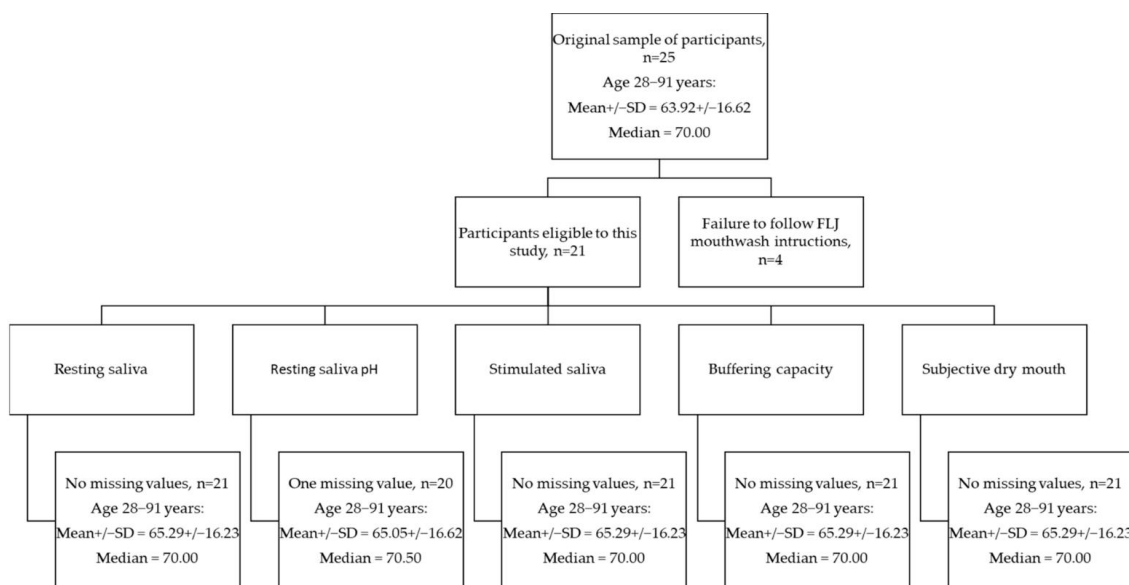 Original sample of participants,
n=25
Age 28–91 years:
Mean+/−SD = 63.92+/−16.62
Median = 70.00
Participants eligible to this
study, n=21
Failure to follow FLJ
mouthwash intructions,
n=4
Resting saliva
Resting saliva pH
Stimulated saliva
Buffering capacity
Subjective dry mouth
No missing values, n=21
Age 28–91 years:
Mean+/−SD = 65.29+/−16.23
Median = 70.00
One missing value, n=20
Age 28–91 years:
Mean+/−SD = 65.05+/−16.62
Median = 70.50
No missing values, n=21
Age 28–91 years:
Mean+/−SD = 65.29+/−16.23
Median = 70.00
No missing values, n=21
Age 28–91 years:
Mean+/−SD = 65.29+/−16.23
Median = 70.00
No missing values, n=21
Age 28–91 years:
Mean+/−SD = 65.29+/−16.23
Median = 70.00